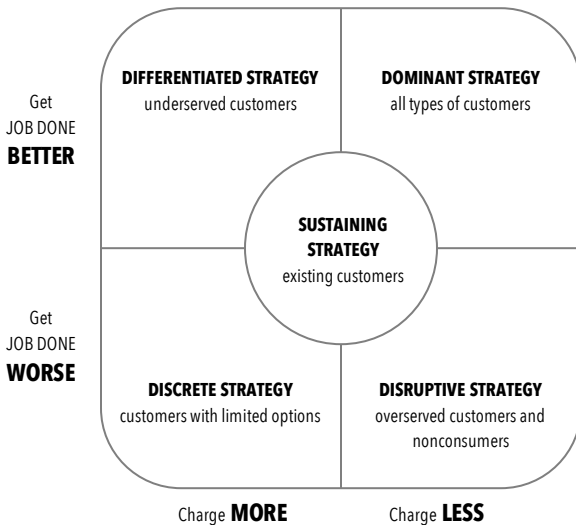 DIFFERENTIATED STRATEGY
underserved customers
DOMINANT STRATEGY
all types of customers
Get
JOB DONE
BETTER
SUSTAINING
STRATEGY
existing customers
Get
JOB DONE
WORSE
DISCRETE STRATEGY
customers with limited options
DISRUPTIVE STRATEGY
overserved customers and
nonconsumers
Charge MORE
Charge LESS